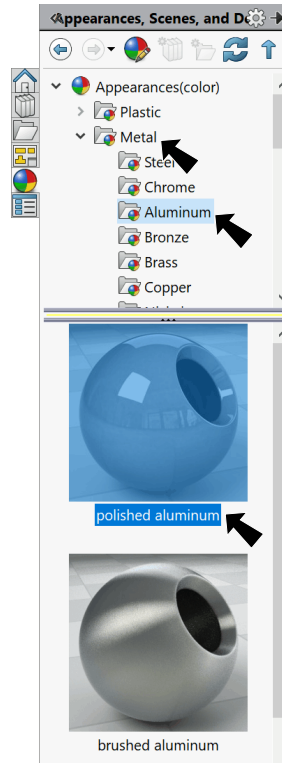 Appearances, Scenes, and D
Appearances(color)
Plastic
Metal
Steel
Chrome
Aluminum
Bronze
Brass
Copper
polished aluminum
brushed aluminum